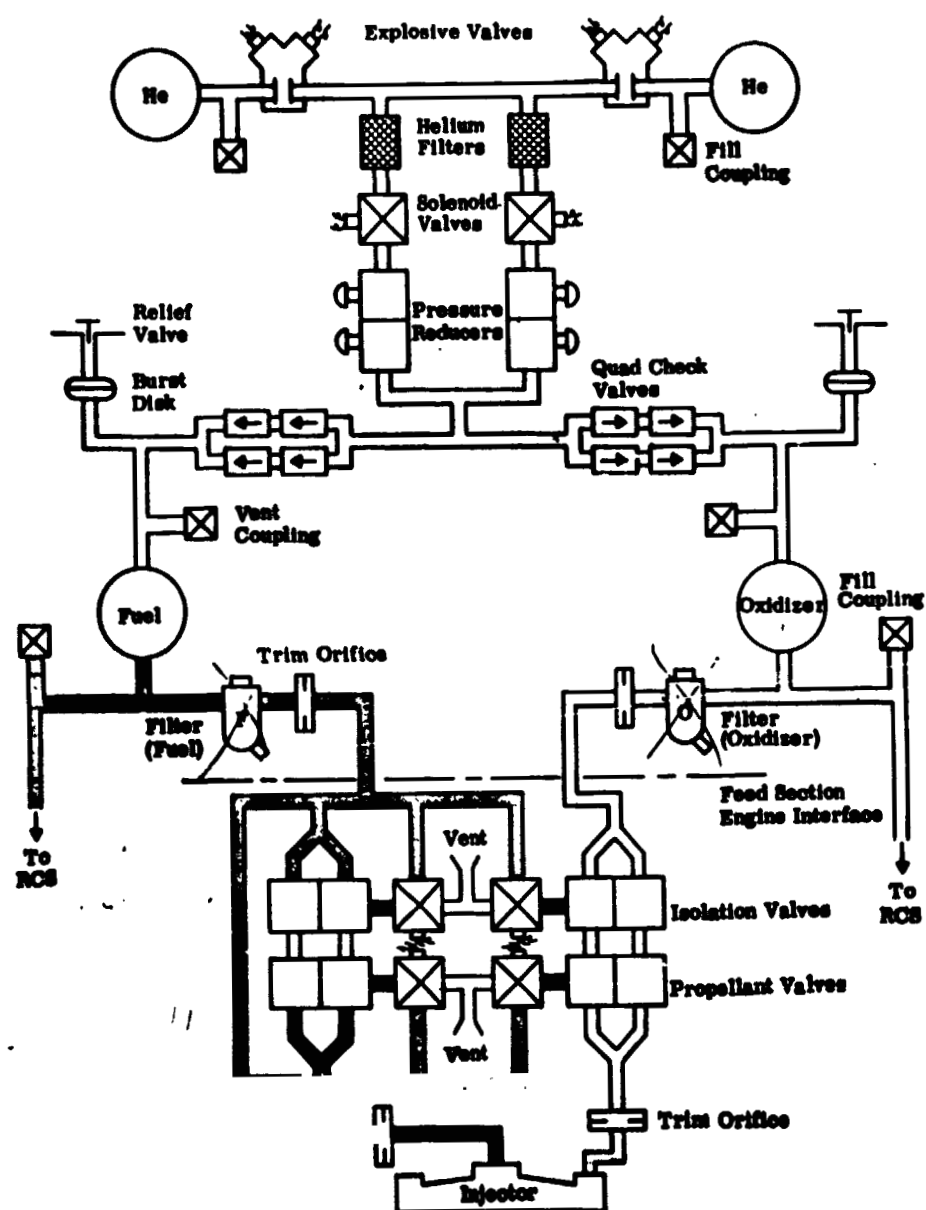 Explosive Valves
He
He
Helium
Filters
Fill
Coupling
Solenoid
Valves
Pressure
Reducers
Relief
Valve
Burst
Disk
Quad Check
Valves
Vent
Coupling
Fuel
Oxidizer
Fill
Coupling
Trim Orifice
Filter
(Fuel)
Filter
(Oxidizer)
Feed Section
Engine Interface
To
RCS
Vent
To
RCS
Isolation Valves
Propellant Valves
Vent
Trim Orifice
Injector